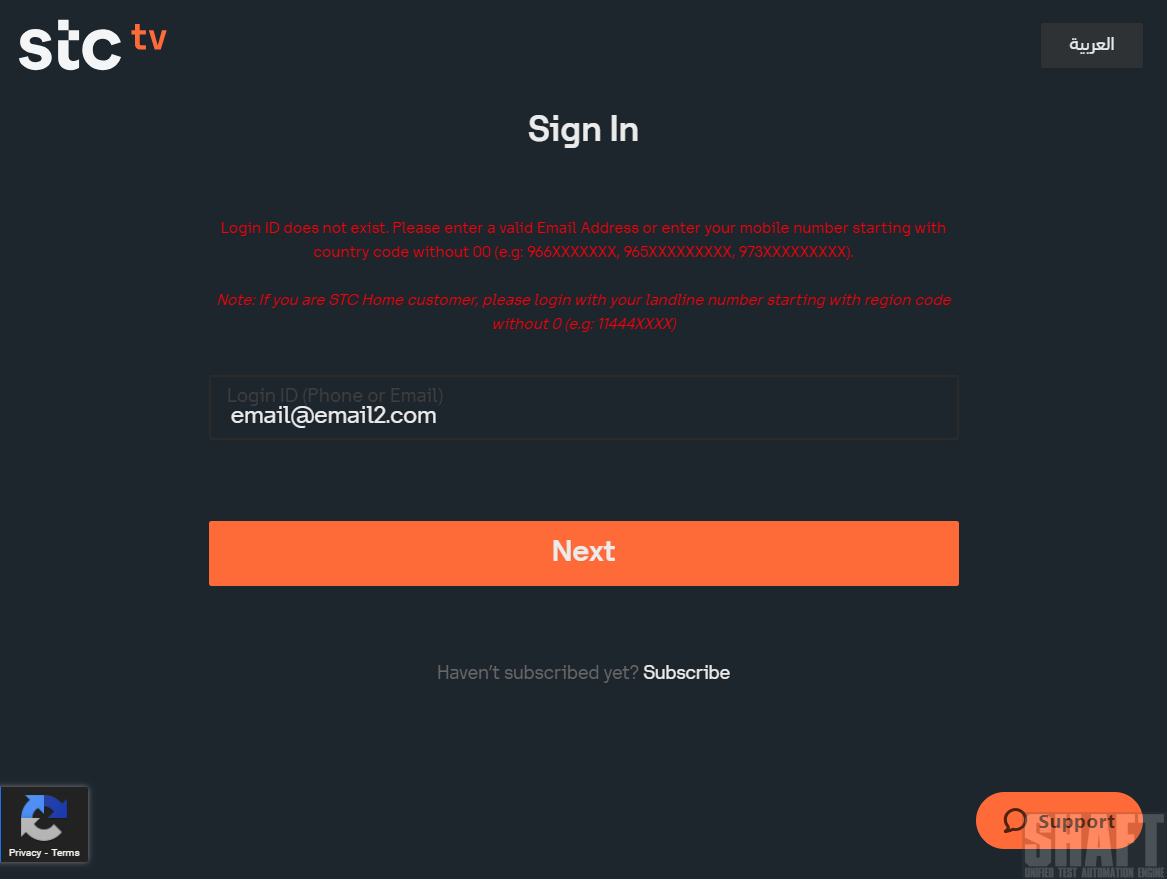 stc tv
العربية
Sign In
Login ID does not exist. Please enter a valid Email Address or enter your mobile number starting with
country code without 00 (e.g: 966XXXXXXX, 965XXXXXXXXX, 973XXXXXXXXX).
Note: If you are STC Home customer, please login with your landline number starting with region code
without 0 (e.g: 11444XXXX)
Login ID (Phone or Email)
email@email2.com
Next
Haven't subscribed yet? Subscribe
Privacy - Terms
Support
SHAFT
UNIFIED TEST AUTOMATION ENGINE